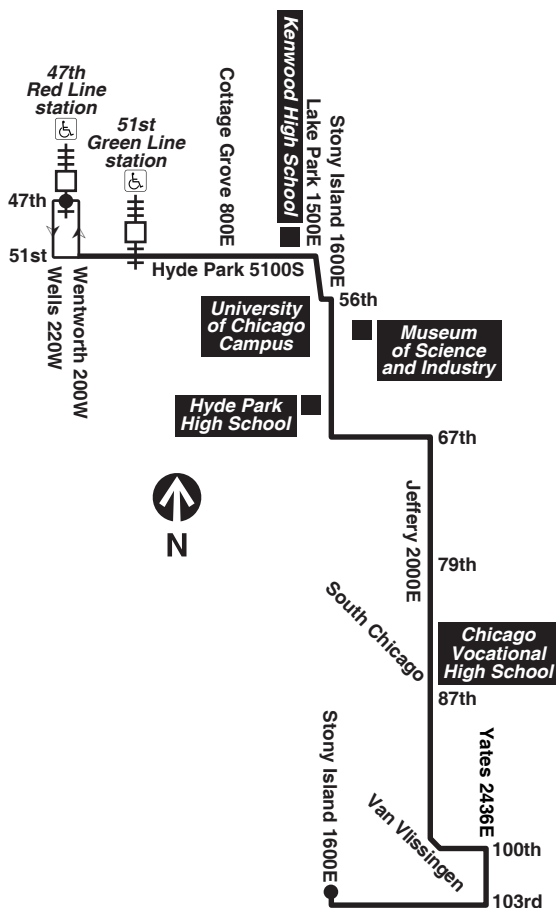 47th
Red Line
station
51st
Green Line
station
Cottage Grove 800E
Kenwood High School
Lake Park 1500E
Stony Island 1600E
47th
51st
Hyde Park 5100S
Wells 220W
Wentworth 200W
56th
University
of Chicago
Campus
Museum
of Science
and Industry
Hyde Park
High School
67th
N
Jeffery 2000E
79th
South Chicago
Chicago
Vocational
High School
87th
Stony Island 1600E
Yates 2436E
Van Vlissingen
100th
103rd